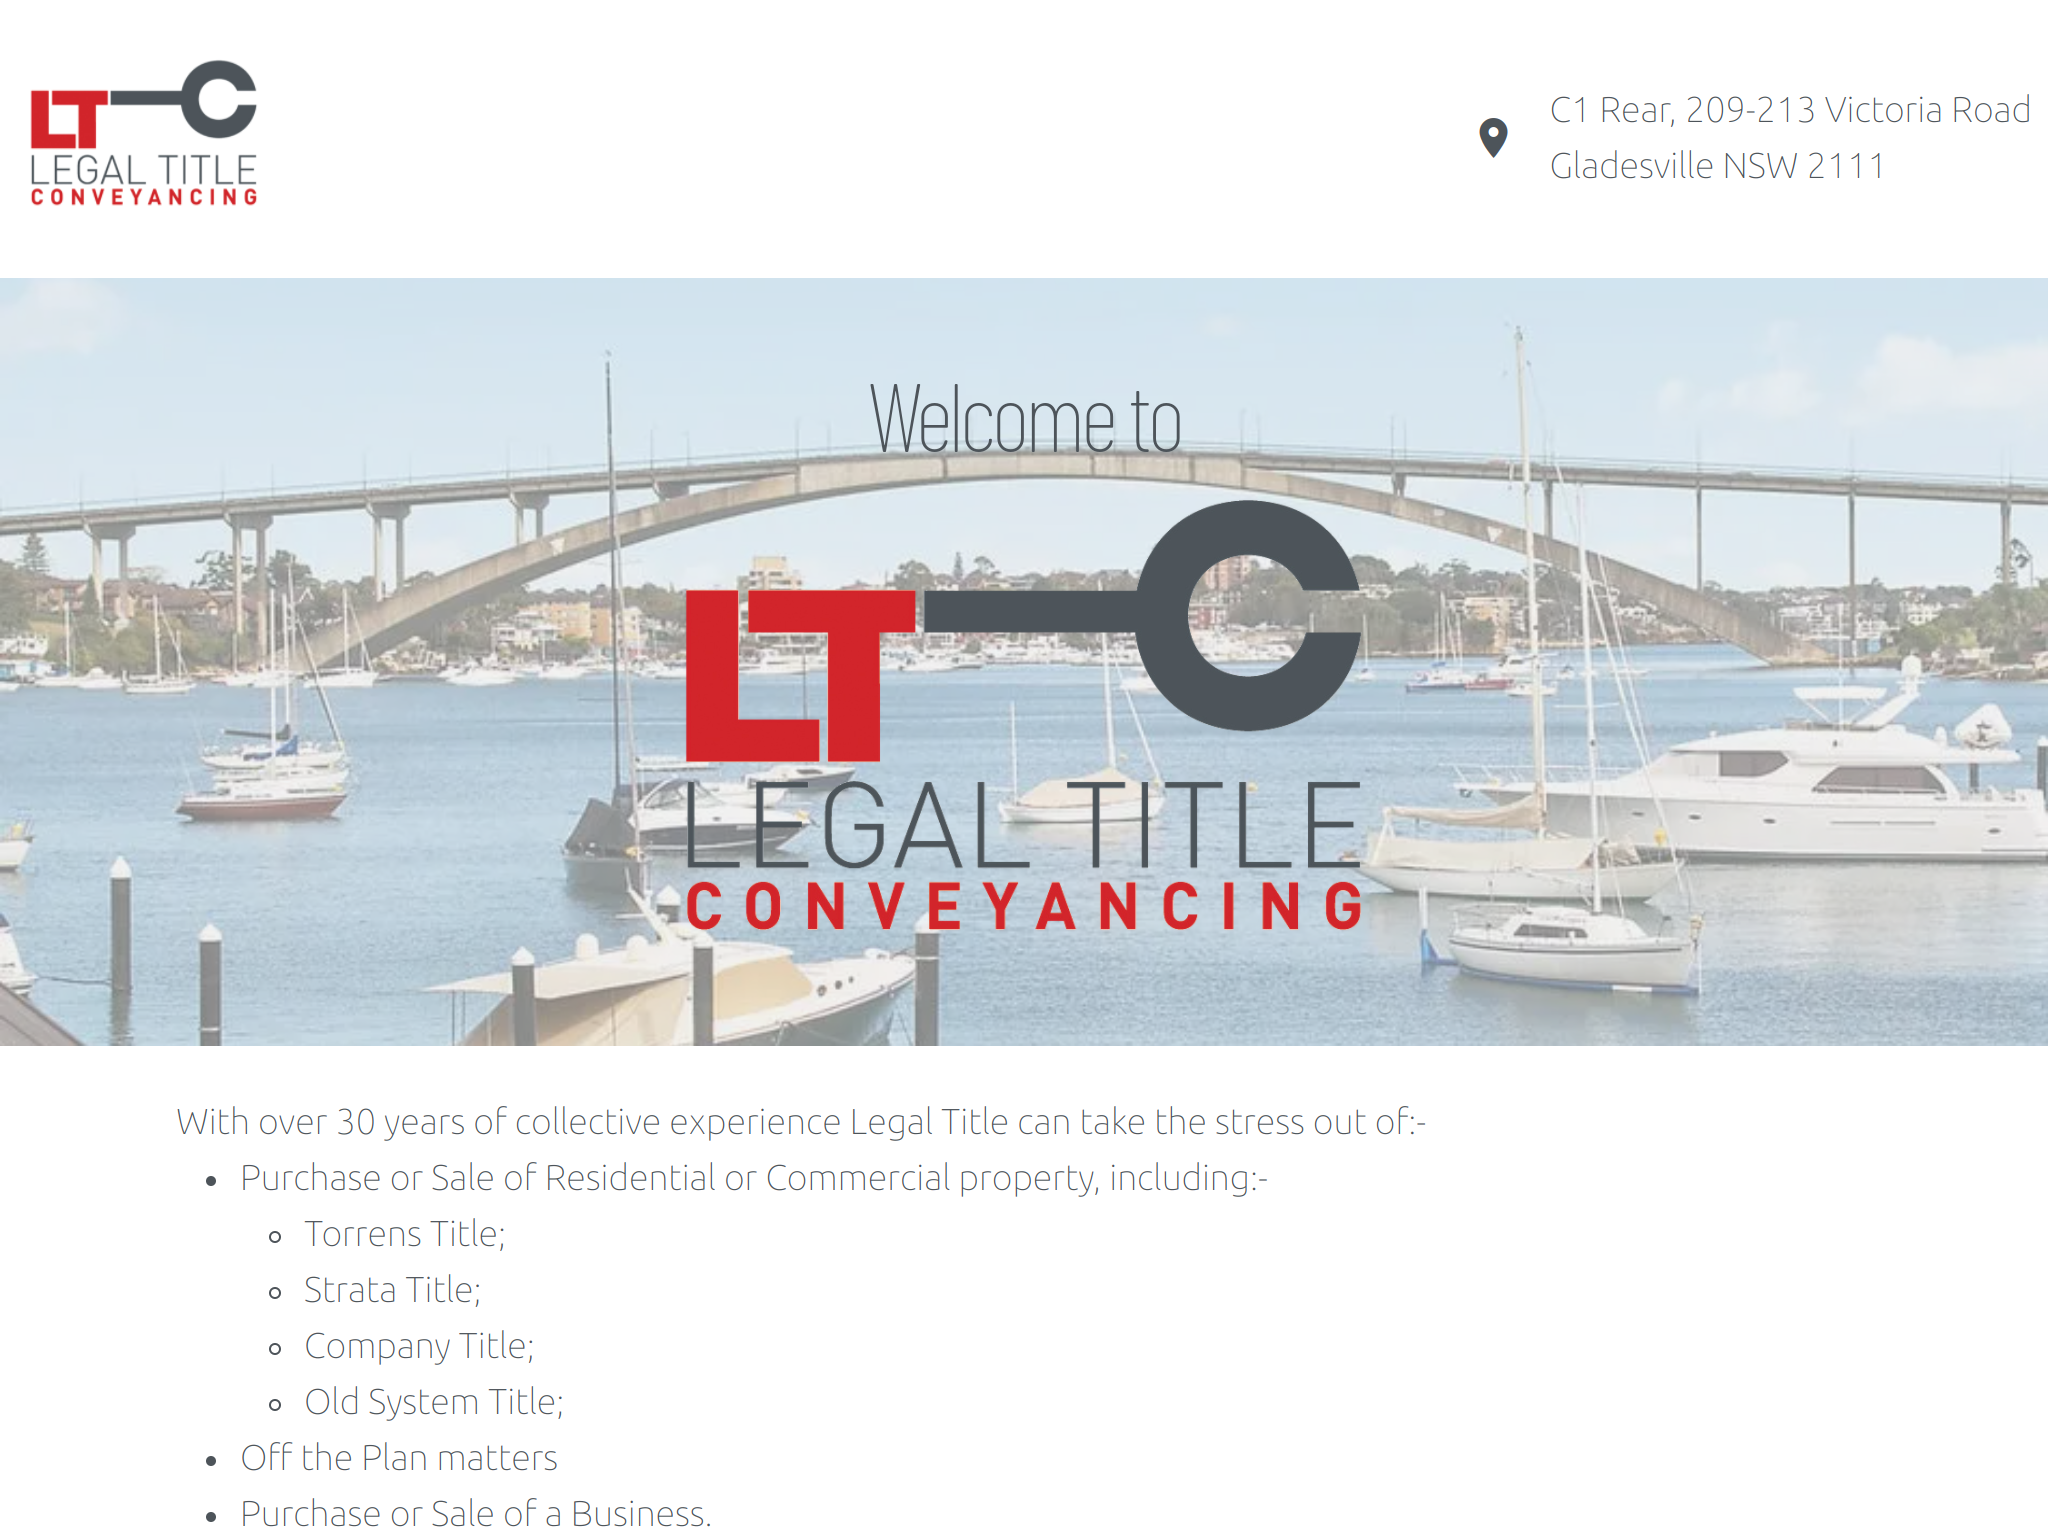 LTC
LEGAL TITLE
CONVEYANCING
C1 Rear, 209-213 Victoria Road
Gladesville NSW 2111
Welcome to
LTC
LEGAL TITLE
CONVEYANCING
With over 30 years of collective experience Legal Title can take the stress out of:-
Purchase or Sale of Residential or Commercial property, including:-
Torrens Title;
Strata Title;
Company Title;
Old System Title;
Off the Plan matters
Purchase or Sale of a Business.